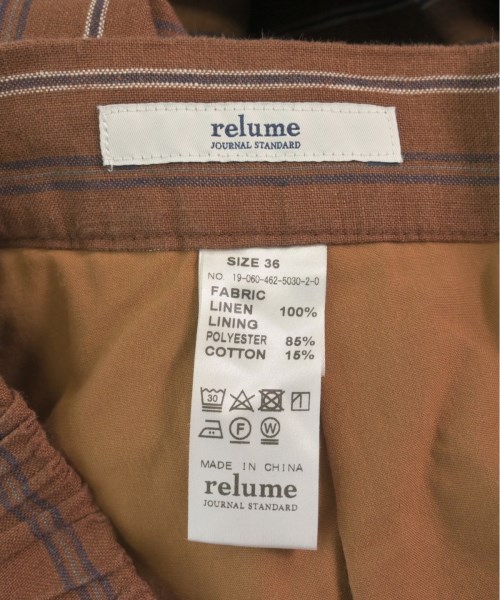 relume
JOURNAL STANDARD
SIZE 36
NO. 19-060-462-5030-2-0
FABRIC
LINEN 100%
LINING
POLYESTER 85%
COTTON 15%
30
F W
MADE IN CHINA
relume
JOURNAL STANDARD